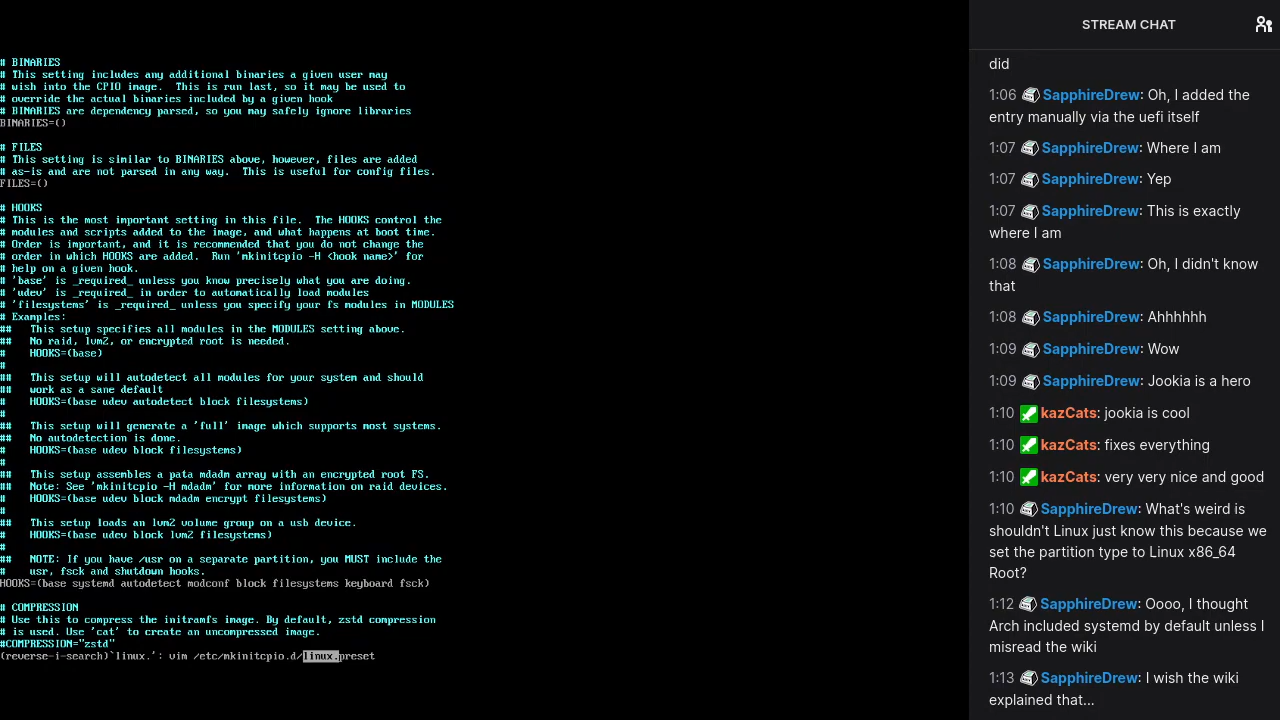 # BINARIES
# This setting includes any additional binaries a given user may
# wish into the CPIO image.  This is run last, so it may be used to
# override the actual binaries included by a given hook
# BINARIES are dependency parsed, so you may safely ignore libraries
BINARIES=()
# FILES
# This setting is similar to BINARIES above, however, files are added
# as-is and are not parsed in any way.  This is useful for config files.
FILES=()
# HOOKS
# This is the most important setting in this file.  The HOOKS control the
# modules and scripts added to the image, and what happens at boot time.
# Order is important, and it is recommended that you do not change the
# order in which HOOKS are added.  Run 'mkinitcpio -H <hook name>' for
# help on a given hook.
# 'base' is _required_ unless you know precisely what you are doing.
# 'udev' is _required_ in order to automatically load modules
# 'filesystems' is _required_ unless you specify your fs modules in MODULES
# Examples:
##   This setup specifies all modules in the MODULES setting above.
##   No raid, lvm2, or encrypted root is needed.
#    HOOKS=(base)
#
##   This setup will autodetect all modules for your system and should
##   work as a sane default
#    HOOKS=(base udev autodetect block filesystems)
#
##   This setup will generate a 'full' image which supports most systems.
##   No autodetection is done.
#    HOOKS=(base udev block filesystems)
#
##   This setup assembles a pata mdadm array with an encrypted root FS.
##   Note: See 'mkinitcpio -H mdadm' for more information on raid devices.
#    HOOKS=(base udev block mdadm encrypt filesystems)
#
##   This setup loads an lvm2 volume group on a usb device.
#    HOOKS=(base udev block lvm2 filesystems)
#
##   NOTE: If you have /usr on a separate partition, you MUST include the
#    usr, fsck and shutdown hooks.
HOOKS=(base systemd autodetect modconf block filesystems keyboard fsck)
# COMPRESSION
# Use this to compress the initramfs image. By default, zstd compression
# is used. Use 'cat' to create an uncompressed image.
#COMPRESSION="zstd"
(reverse-i-search)`linux.': vim /etc/mkinitcpio.d/linux.preset
STREAM CHAT
did
1:06 SapphireDrew: Oh, I added the
entry manually via the uefi itself
1:07 SapphireDrew: Where I am
1:07 SapphireDrew: Yep
1:07 SapphireDrew: This is exactly
where I am
1:08 SapphireDrew: Oh, I didn't know
that
1:08 SapphireDrew: Ahhhhhh
1:09 SapphireDrew: Wow
1:09 SapphireDrew: Jookia is a hero
1:10 kazCats: jookia is cool
1:10 kazCats: fixes everything
1:10 kazCats: very very nice and good
1:10 SapphireDrew: What's weird is
shouldn't Linux just know this because we
set the partition type to Linux x86_64
Root?
1:12 SapphireDrew: Oooo, I thought
Arch included systemd by default unless I
misread the wiki
1:13 SapphireDrew: I wish the wiki
explained that...